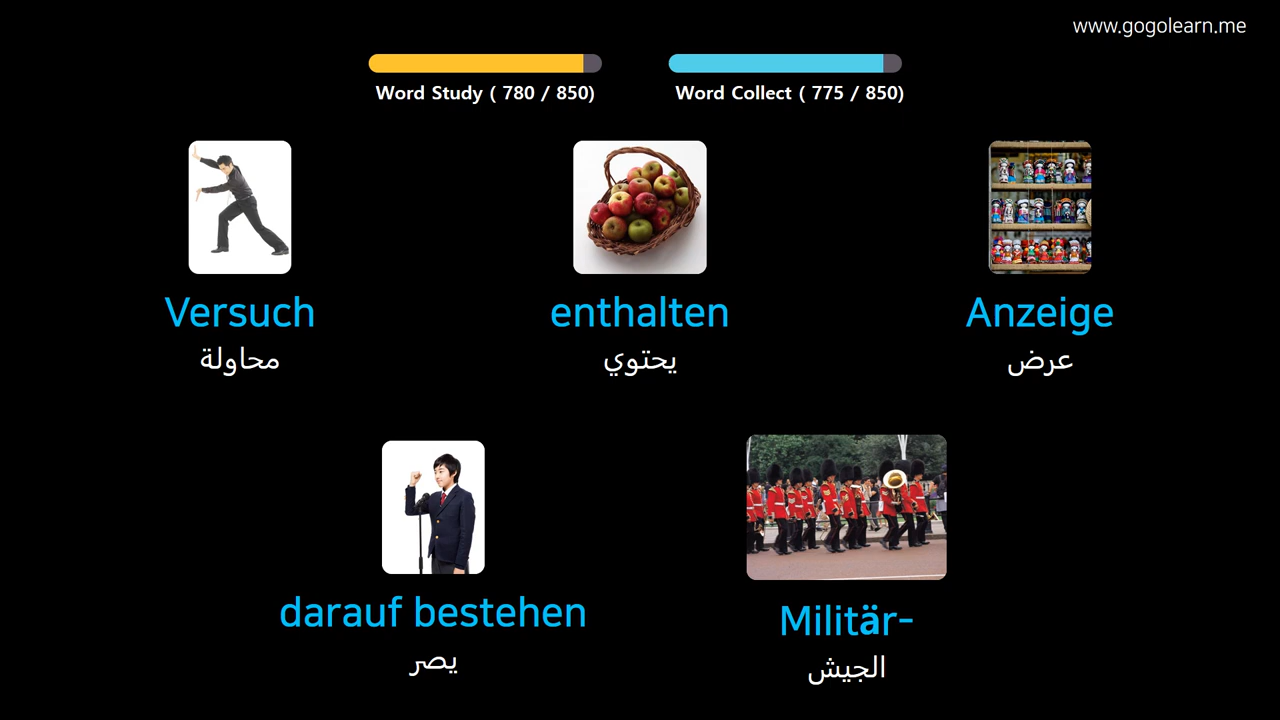 www.gogolearn.me
Word Study ( 780 / 850)
Word Collect ( 775 / 850)
Versuch
محاولة
enthalten
يحتوي
Anzeige
عرض
darauf bestehen
يصر
Militär-
الجيش